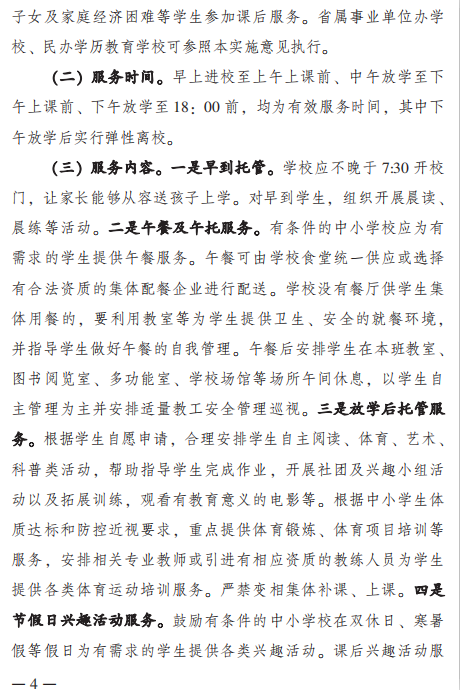 子女及家庭经济困难等学生参加课后服务。省属事业单位办学
校、民办学历教育学校可参照本实施意见执行。
（二）服务时间。早上进校至上午上课前、中午放学至下
午上课前、下午放学至18：00前，均为有效服务时间，其中下
午放学后实行弹性离校。
（三）服务内容。一是早到托管。学校应不晚于7:30开校
门，让家长能够从容送孩子上学。对早到学生，组织开展晨读、
晨练等活动。二是午餐及午托服务。有条件的中小学校应为有
需求的学生提供午餐服务。午餐可由学校食堂统一供应或选择
有合法资质的集体配餐企业进行配送。学校没有餐厅供学生集
体用餐的，要利用教室等为学生提供卫生、安全的就餐环境，
并指导学生做好午餐的自我管理。午餐后安排学生在本班教室、
图书阅览室、多功能室、学校场馆等场所午间休息，以学生自
主管理为主并安排适量教工安全管理巡视。三是放学后托管服
务。根据学生自愿申请，合理安排学生自主阅读、体育、艺术、
科普类活动，帮助指导学生完成作业，开展社团及兴趣小组活
动以及拓展训练，观看有教育意义的电影等。根据中小学生体
质达标和防控近视要求，重点提供体育锻炼、体育项目培训等
服务，安排相关专业教师或引进有相应资质的教练人员为学生
提供各类体育运动培训服务。严禁变相集体补课、上课。四是
节假日兴趣活动服务。鼓励有条件的中小学校在双休日、寒暑
假等假日为有需求的学生提供各类兴趣活动。课后兴趣活动服
— 4 —